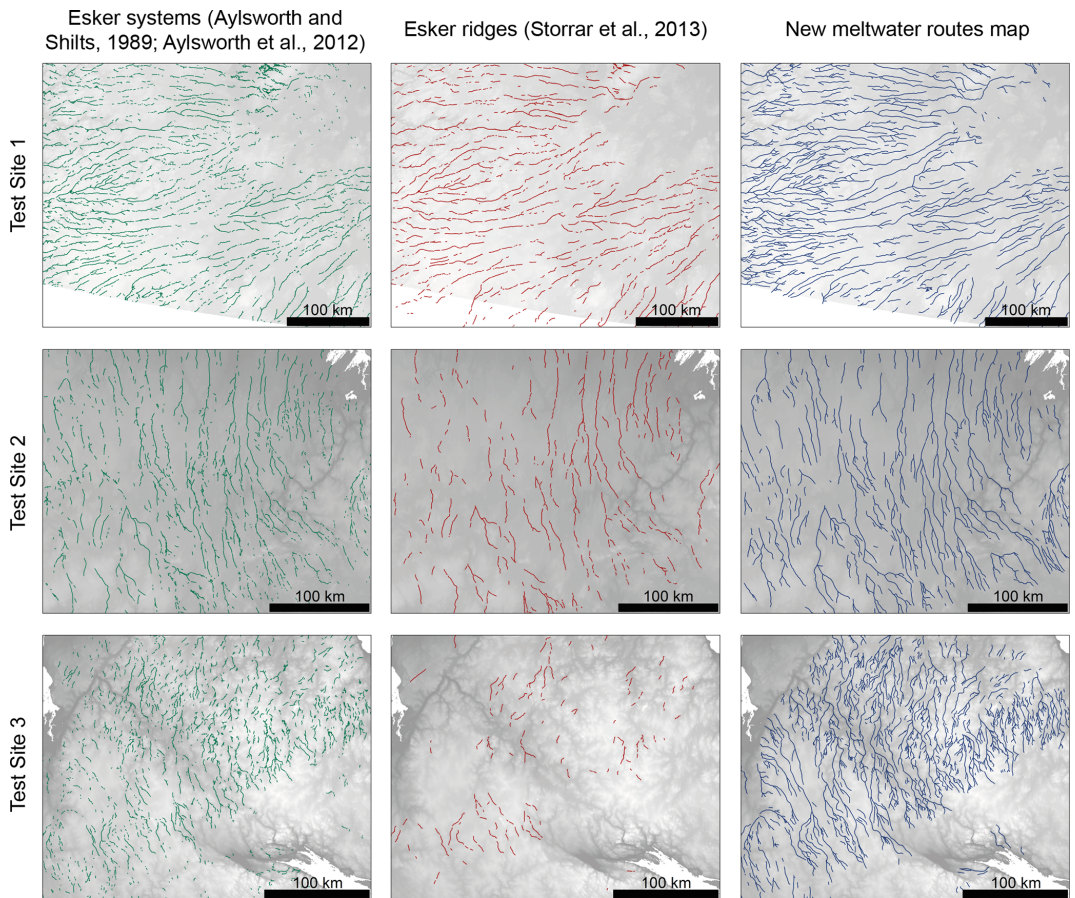 Esker systems (Aylsworth and
Shilts, 1989; Aylsworth et al., 2012)
Esker ridges (Storrar et al., 2013)
New meltwater routes map
Test Site 1
100 km
100 km
100 km
Test Site 2
100 km
100 km
100 km
Test Site 3
100 km
100 km
100 km